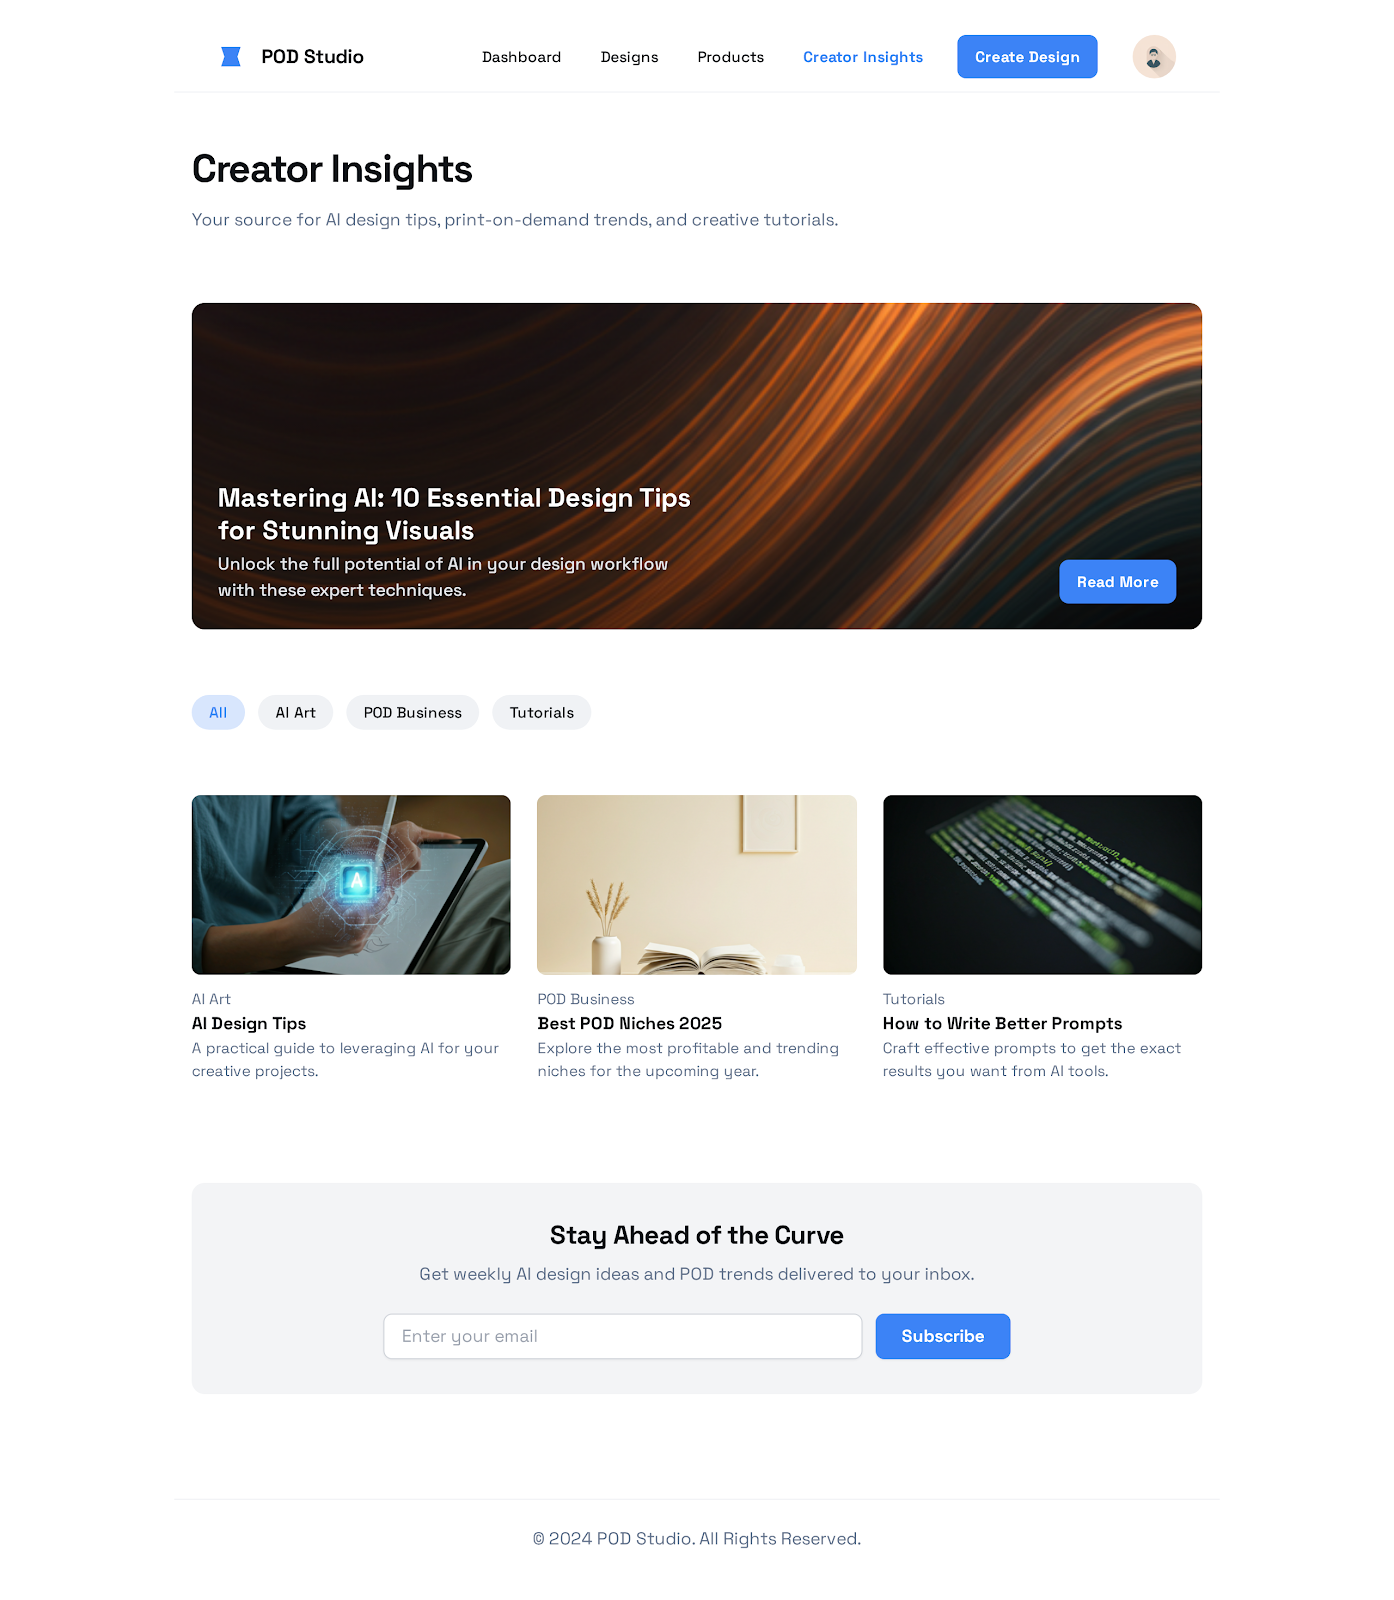 POD Studio
Dashboard
Designs
Products
Creator Insights
Create Design
Creator Insights
Your source for AI design tips, print-on-demand trends, and creative tutorials.
Mastering AI: 10 Essential Design Tips
for Stunning Visuals
Unlock the full potential of AI in your design workflow
with these expert techniques.
Read More
All
AI Art
POD Business
Tutorials
A
AI Art
AI Design Tips
A practical guide to leveraging AI for your
creative projects.
POD Business
Best POD Niches 2025
Explore the most profitable and trending
niches for the upcoming year.
Tutorials
How to Write Better Prompts
Craft effective prompts to get the exact
results you want from AI tools.
Stay Ahead of the Curve
Get weekly AI design ideas and POD trends delivered to your inbox.
Enter your email
Subscribe
© 2024 POD Studio. All Rights Reserved.